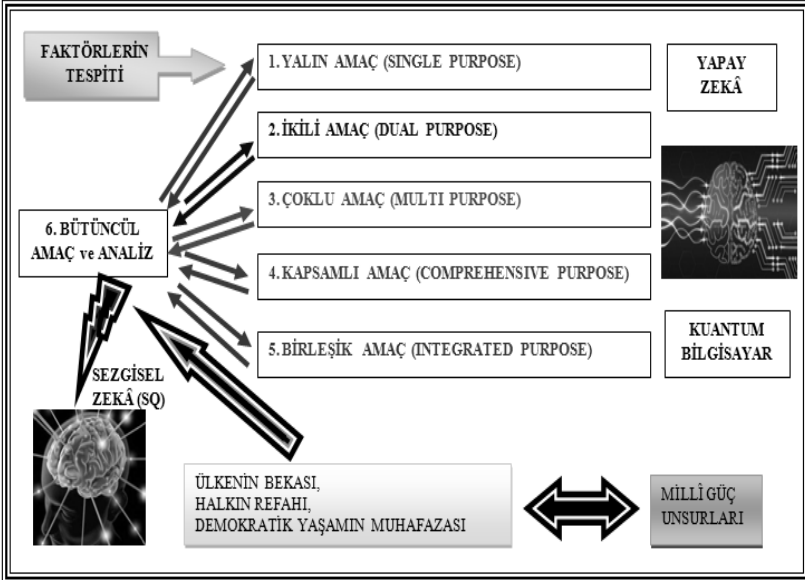 FAKTÖRLERİN
TESPİTİ
1. YALIN AMAÇ (SINGLE PURPOSE)
YAPAY
ZEKÂ
2. İKİLİ AMAÇ (DUAL PURPOSE)
3. ÇOKLU AMAÇ (MULTI PURPOSE)
6. BÜTÜNCÜL
AMAÇ ve ANALİZ
4. KAPSAMLI AMAÇ (COMPREHENSIVE PURPOSE)
5. BİRLEŞİK AMAÇ (INTEGRATED PURPOSE)
KUANTUM
BİLGİSAYAR
SEZGİSEL
ZEKÂ (SQ)
ÜLKENİN BEKASI,
HALKIN REFAHI,
DEMOKRATİK YAŞAMIN MUHAFAZASI
MİLLÎ GÜÇ
UNSURLARI